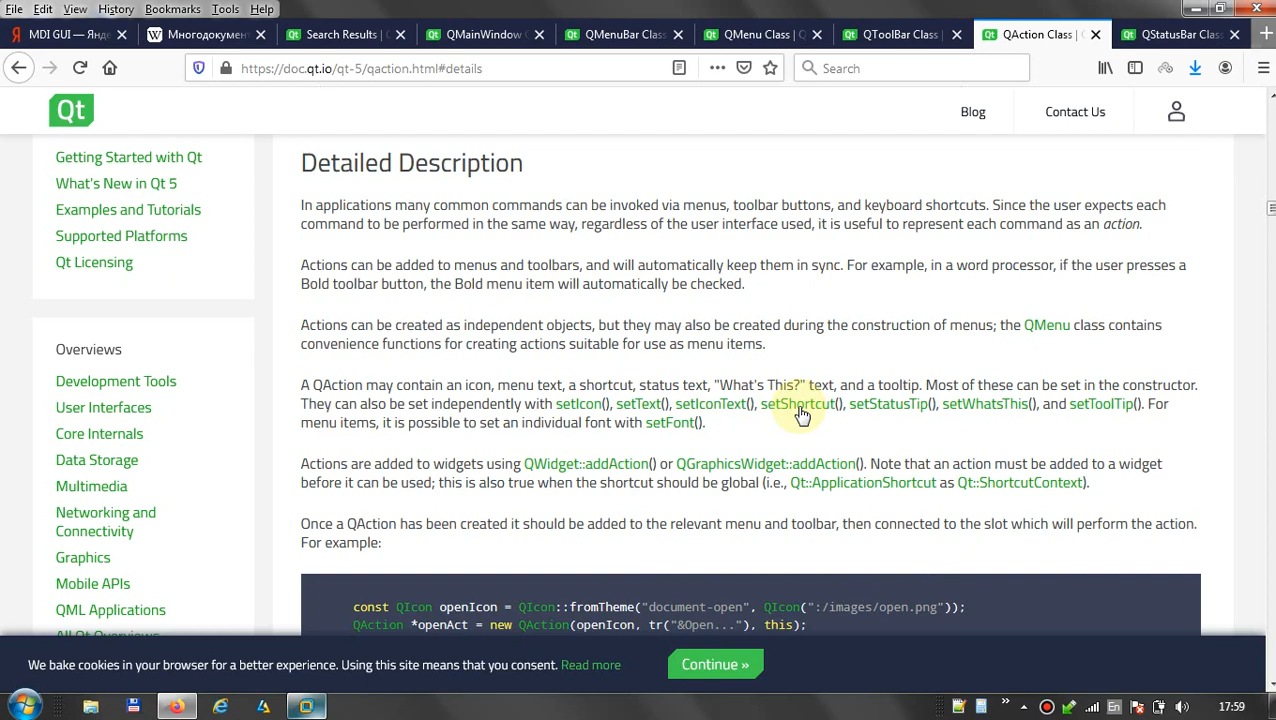 File Edit View History Bookmarks Tools Help
MDI GUI — Янде Многодокумент Search Results | QMainWindow QMenuBar Class QMenu Class | Q QToolBar Class | QAction Class | QStatusBar Class
https://doc.qt.io/qt-5/qaction.html#details Search
Qt Blog Contact Us
Getting Started with Qt
What's New in Qt 5
Examples and Tutorials
Supported Platforms
Qt Licensing
Overviews
Development Tools
User Interfaces
Core Internals
Data Storage
Multimedia
Networking and
Connectivity
Graphics
Mobile APIs
QML Applications
All Qt Overviews
Detailed Description
In applications many common commands can be invoked via menus, toolbar buttons, and keyboard shortcuts. Since the user expects each
command to be performed in the same way, regardless of the user interface used, it is useful to represent each command as an action.
Actions can be added to menus and toolbars, and will automatically keep them in sync. For example, in a word processor, if the user presses a
Bold toolbar button, the Bold menu item will automatically be checked.
Actions can be created as independent objects, but they may also be created during the construction of menus; the QMenu class contains
convenience functions for creating actions suitable for use as menu items.
A QAction may contain an icon, menu text, a shortcut, status text, "What's This?" text, and a tooltip. Most of these can be set in the constructor.
They can also be set independently with setIcon(), setText(), setIconText(), setShortcut(), setStatusTip(), setWhatsThis(), and setToolTip(). For
menu items, it is possible to set an individual font with setFont().
Actions are added to widgets using QWidget::addAction() or QGraphicsWidget::addAction(). Note that an action must be added to a widget
before it can be used; this is also true when the shortcut should be global (i.e., Qt::ApplicationShortcut as Qt::ShortcutContext).
Once a QAction has been created it should be added to the relevant menu and toolbar, then connected to the slot which will perform the action.
For example:
const QIcon openIcon = QIcon::fromTheme("document-open", QIcon(":/images/open.png"));
QAction *openAct = new QAction(openIcon, tr("&Open..."), this);
We bake cookies in your browser for a better experience. Using this site means that you consent. Read more Continue »
En 17:59